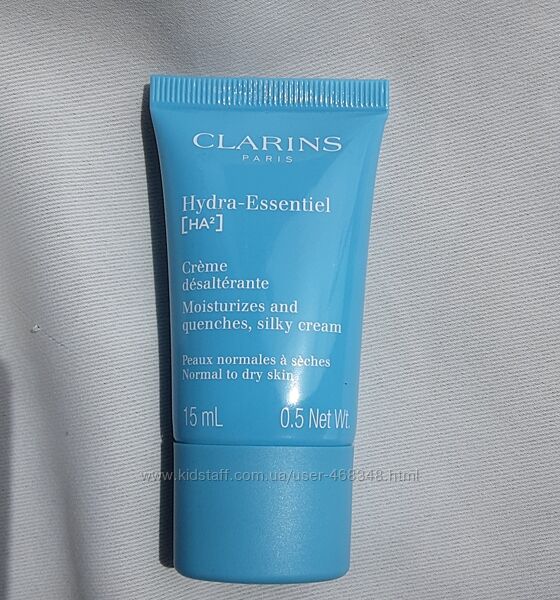 CLARINS
PARIS
Hydra-Essentiel
[HA²]
Crème
désaltérante
Moisturizes and
quenches, silky cream
Peaux normales à sèches
Normal to dry skin
15 mL 0.5 Net Wt.
www.kidstaff.com.ua/user-468348.html